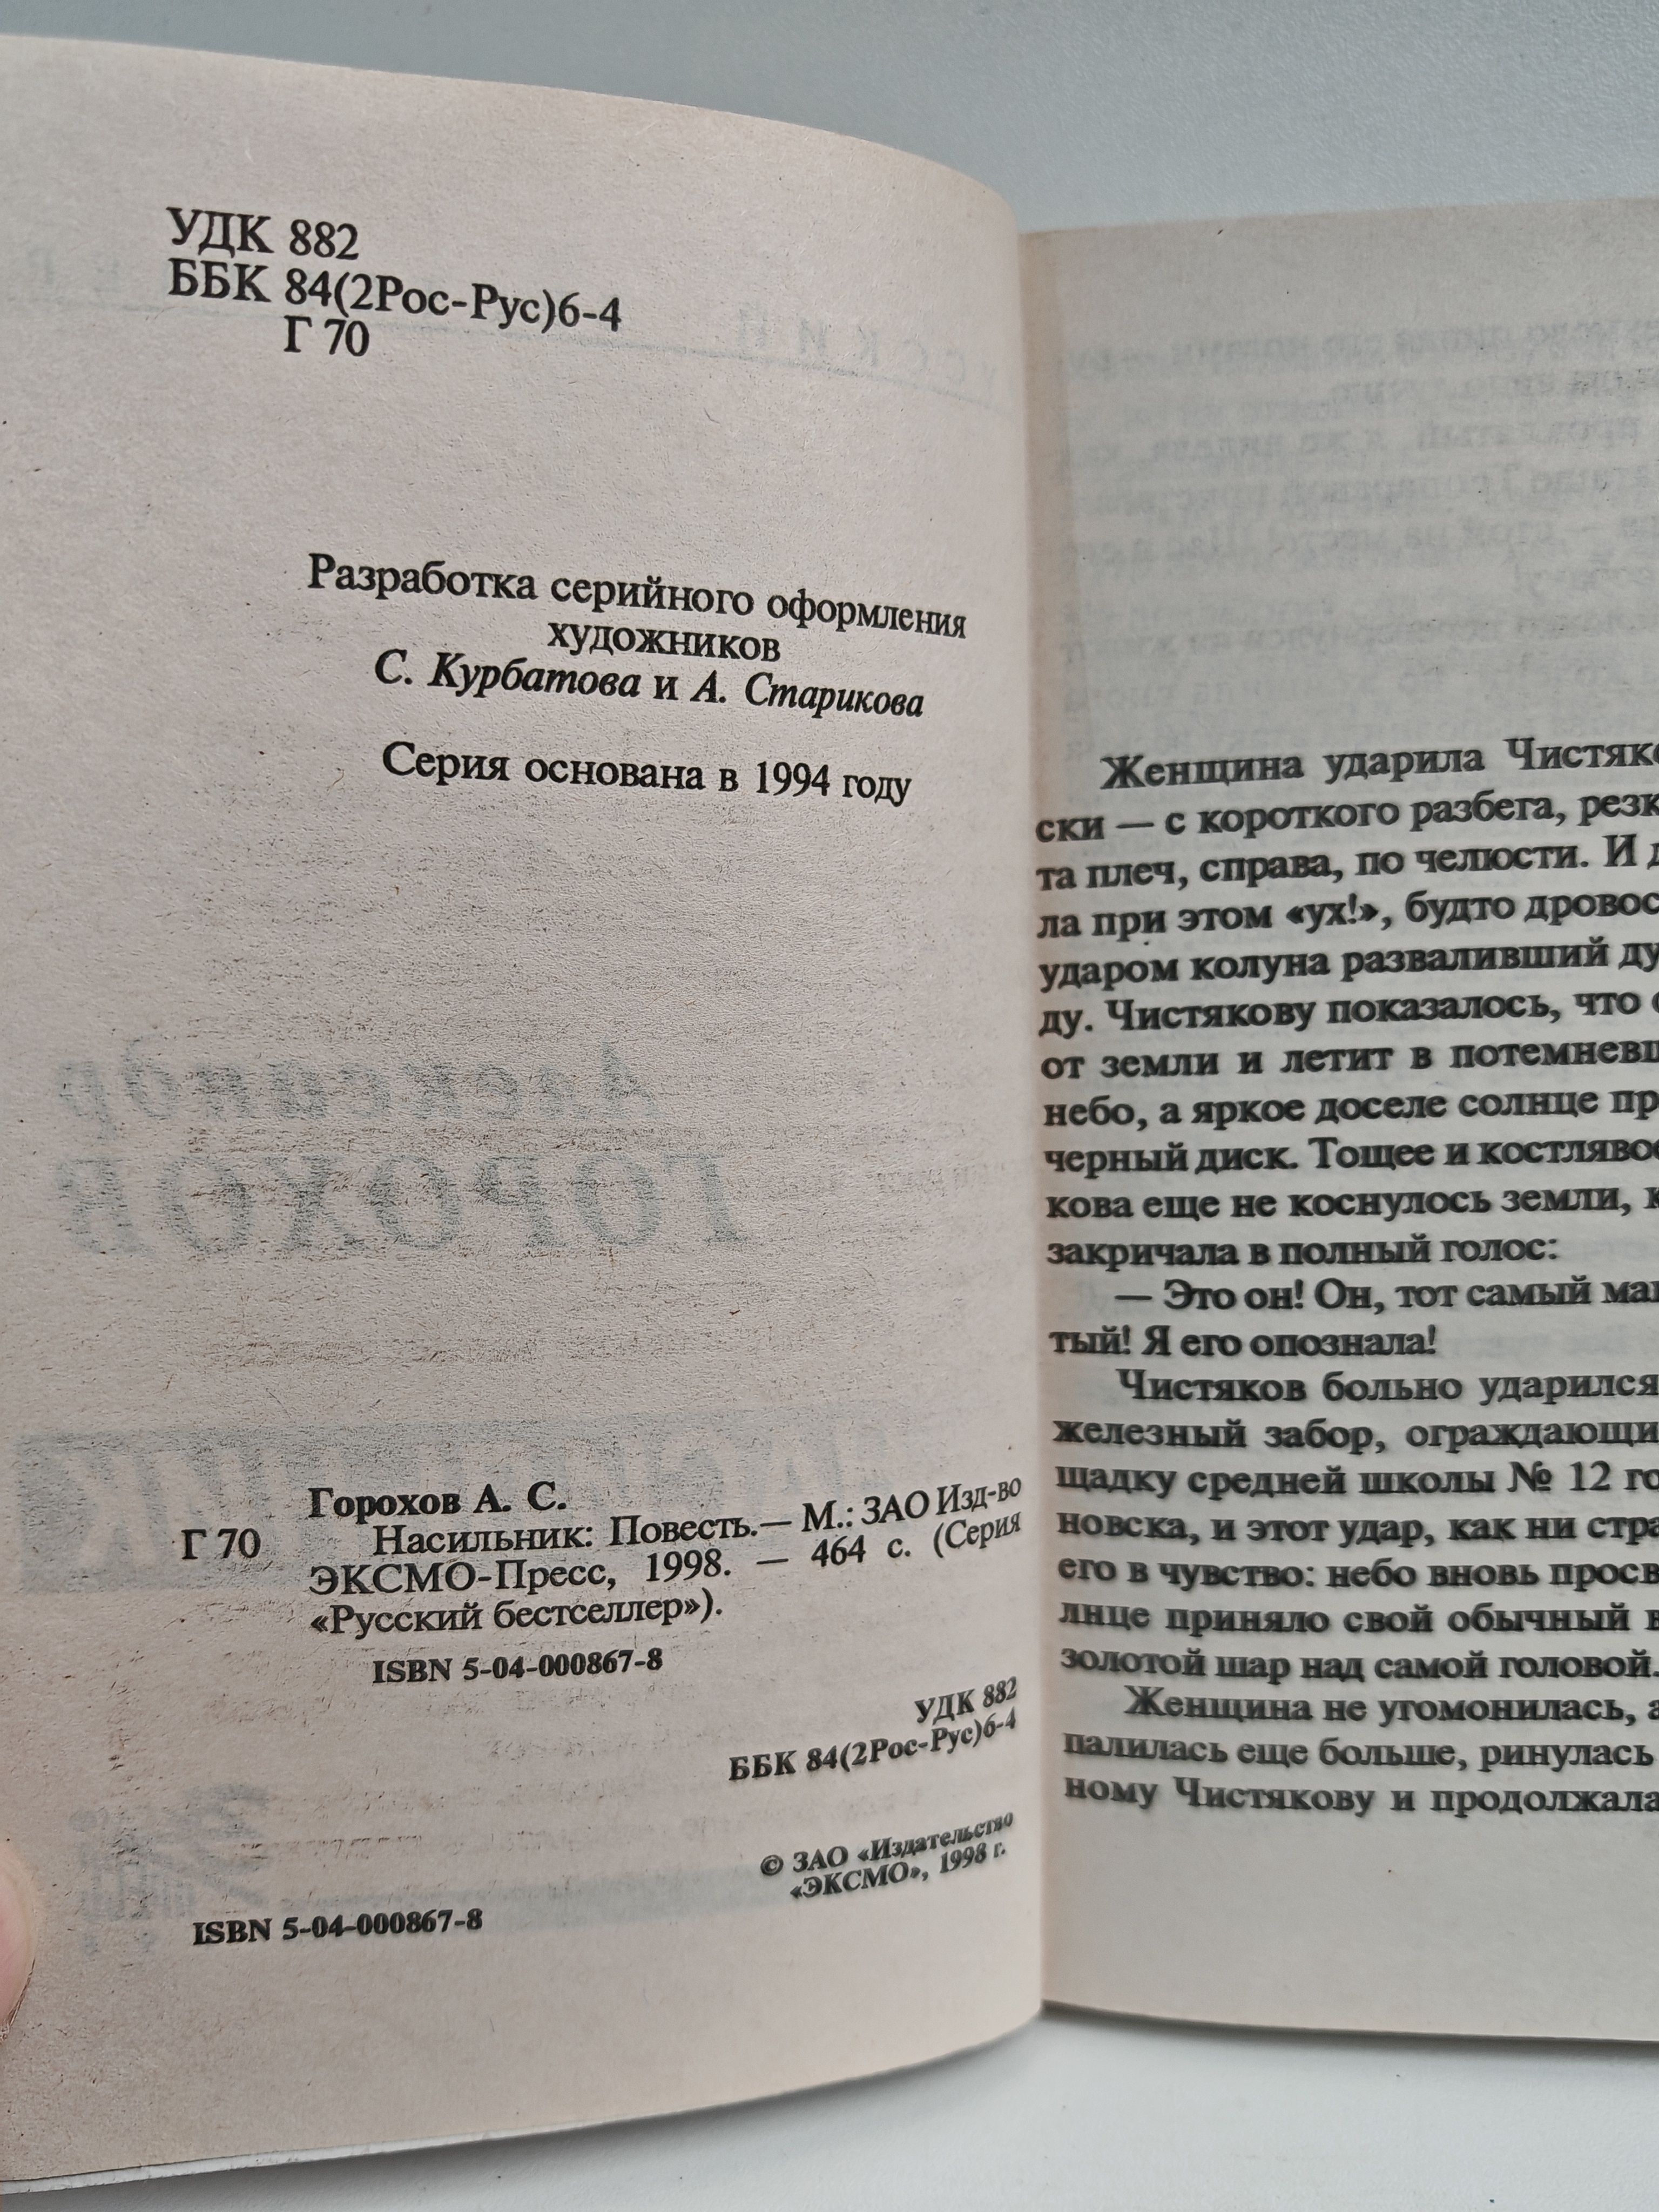 УДК 882
ББК 84(2Рос-Рус)6-4
Г 70
Разработка серийного оформления
художников
С. Курбатова и А. Старикова
Серия основана в 1994 году
Горохов А. С.
Г 70 Насильник: Повесть.— М.: ЗАО Изд-во
ЭКСМО-Пресс, 1998. — 464 с. (Серия
«Русский бестселлер»).
ISBN 5-04-000867-8
УДК 882
ББК 84(2Рос-Рус)6-4
© ЗАО «Издательство
«ЭКСМО», 1998 г.
ISBN 5-04-000867-8
Женщина ударила Чистяко
ски — с короткого разбега, резк
та плеч, справа, по челюсти. И д
ла при этом «ух!», будто дровос
ударом колуна разваливший ду
ду. Чистякову показалось, что о
от земли и летит в потемневш
небо, а яркое доселе солнце пр
черный диск. Тощее и костлявое
кова еще не коснулось земли, к
закричала в полный голос:
— Это он! Он, тот самый ма
тый! Я его опознала!
Чистяков больно ударился
железный забор, ограждающи
щадку средней школы № 12 го
новска, и этот удар, как ни стра
его в чувство: небо вновь просв
лнце приняло свой обычный в
золотой шар над самой головой.
Женщина не угомонилась, а
палилась еще больше, ринулась
ному Чистякову и продолжала